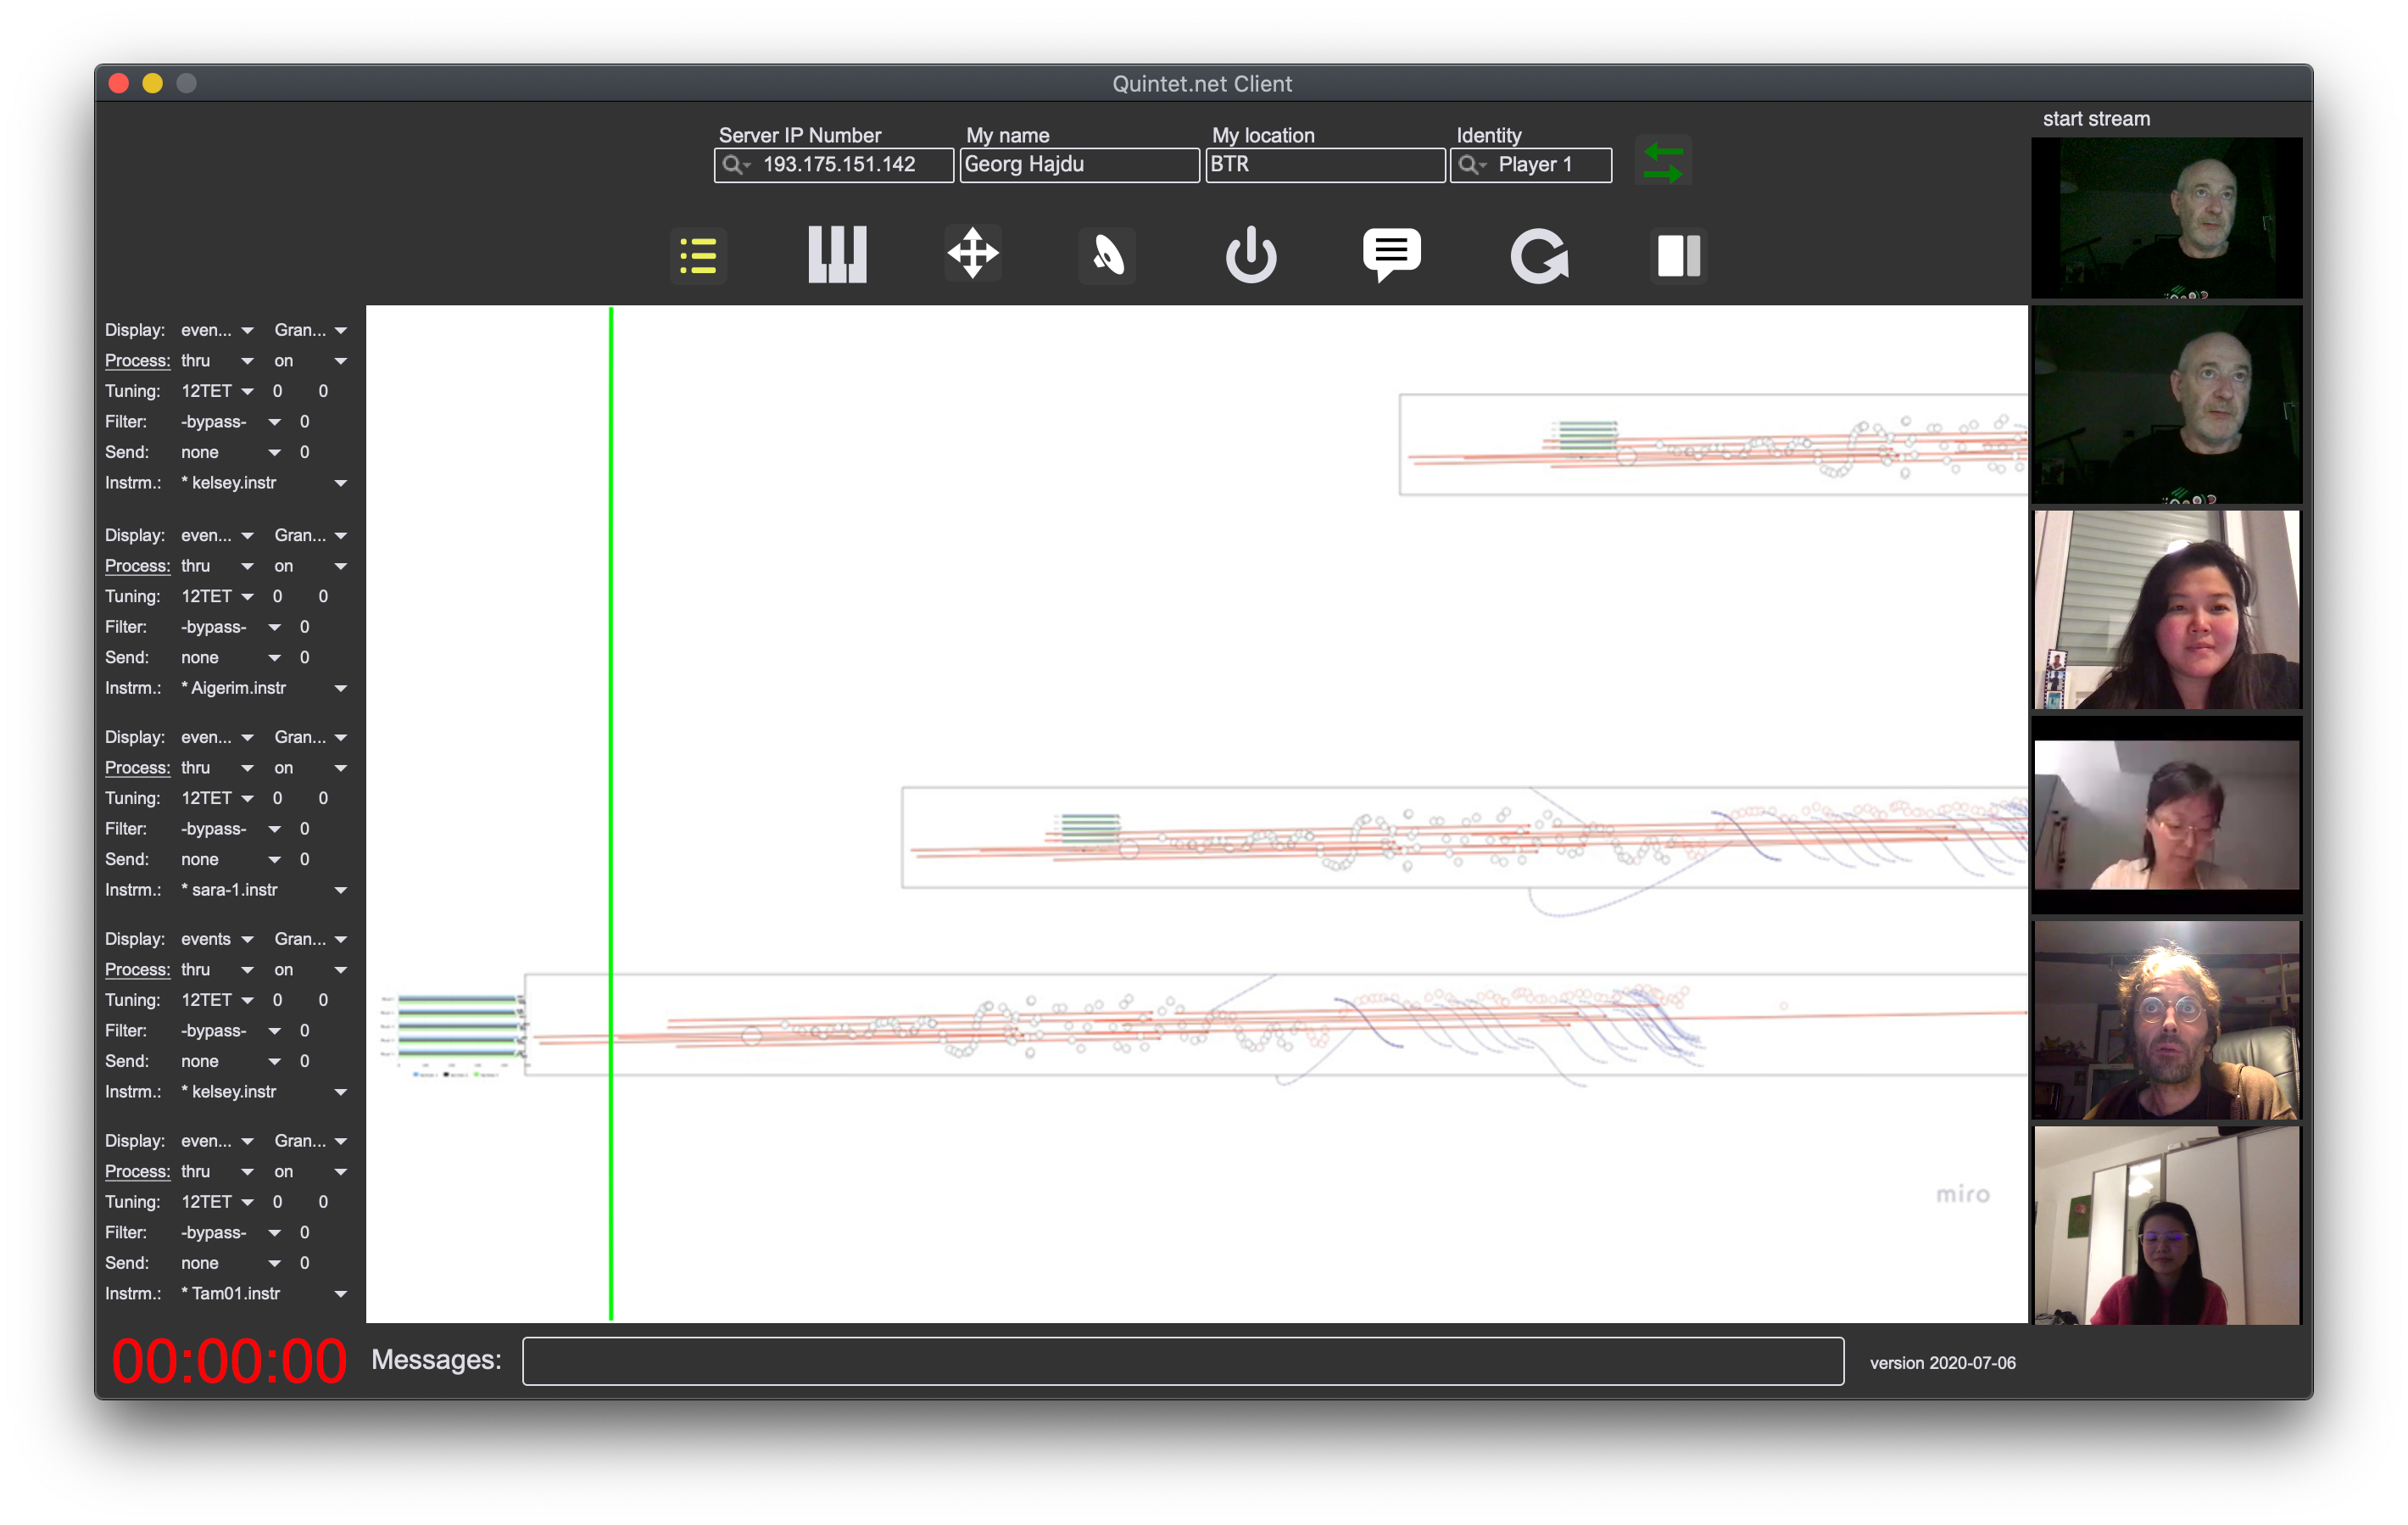 Quintet.net Client
start stream
Server IP Number My name My location Identity
193.175.151.142 Georg Hajdu BTR Player 1
Display: even... Gran...
Process: thru on
Tuning: 12TET 0 0
Filter: -bypass- 0
Send: none 0
Instrm.: * kelsey.instr
Display: even... Gran...
Process: thru on
Tuning: 12TET 0 0
Filter: -bypass- 0
Send: none 0
Instrm.: * Aigerim.instr
Display: even... Gran...
Process: thru on
Tuning: 12TET 0 0
Filter: -bypass- 0
Send: none 0
Instrm.: * sara-1.instr
Display: events Gran...
Process: thru on
Tuning: 12TET 0 0
Filter: -bypass- 0
Send: none 0
Instrm.: * kelsey.instr
Display: even... Gran...
Process: thru on
Tuning: 12TET 0 0
Filter: -bypass- 0
Send: none 0
Instrm.: * Tam01.instr
miro
00:00:00 Messages: version 2020-07-06